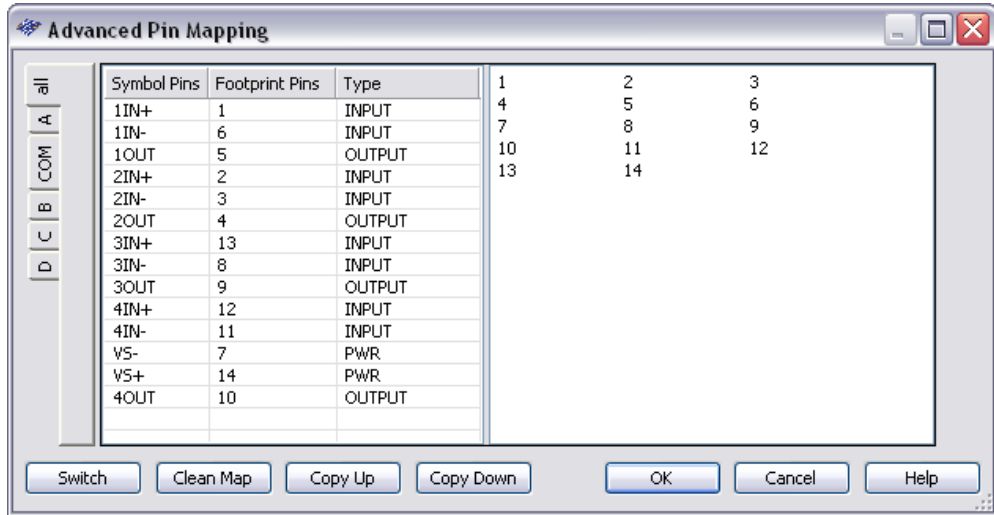 Advanced Pin Mapping
all
A
COM
B
C
D
Symbol Pins Footprint Pins Type
1IN+ 1 INPUT
1IN- 6 INPUT
1OUT 5 OUTPUT
2IN+ 2 INPUT
2IN- 3 INPUT
2OUT 4 OUTPUT
3IN+ 13 INPUT
3IN- 8 INPUT
3OUT 9 OUTPUT
4IN+ 12 INPUT
4IN- 11 INPUT
VS- 7 PWR
VS+ 14 PWR
4OUT 10 OUTPUT
1 2 3
4 5 6
7 8 9
10 11 12
13 14
Switch Clean Map Copy Up Copy Down OK Cancel Help